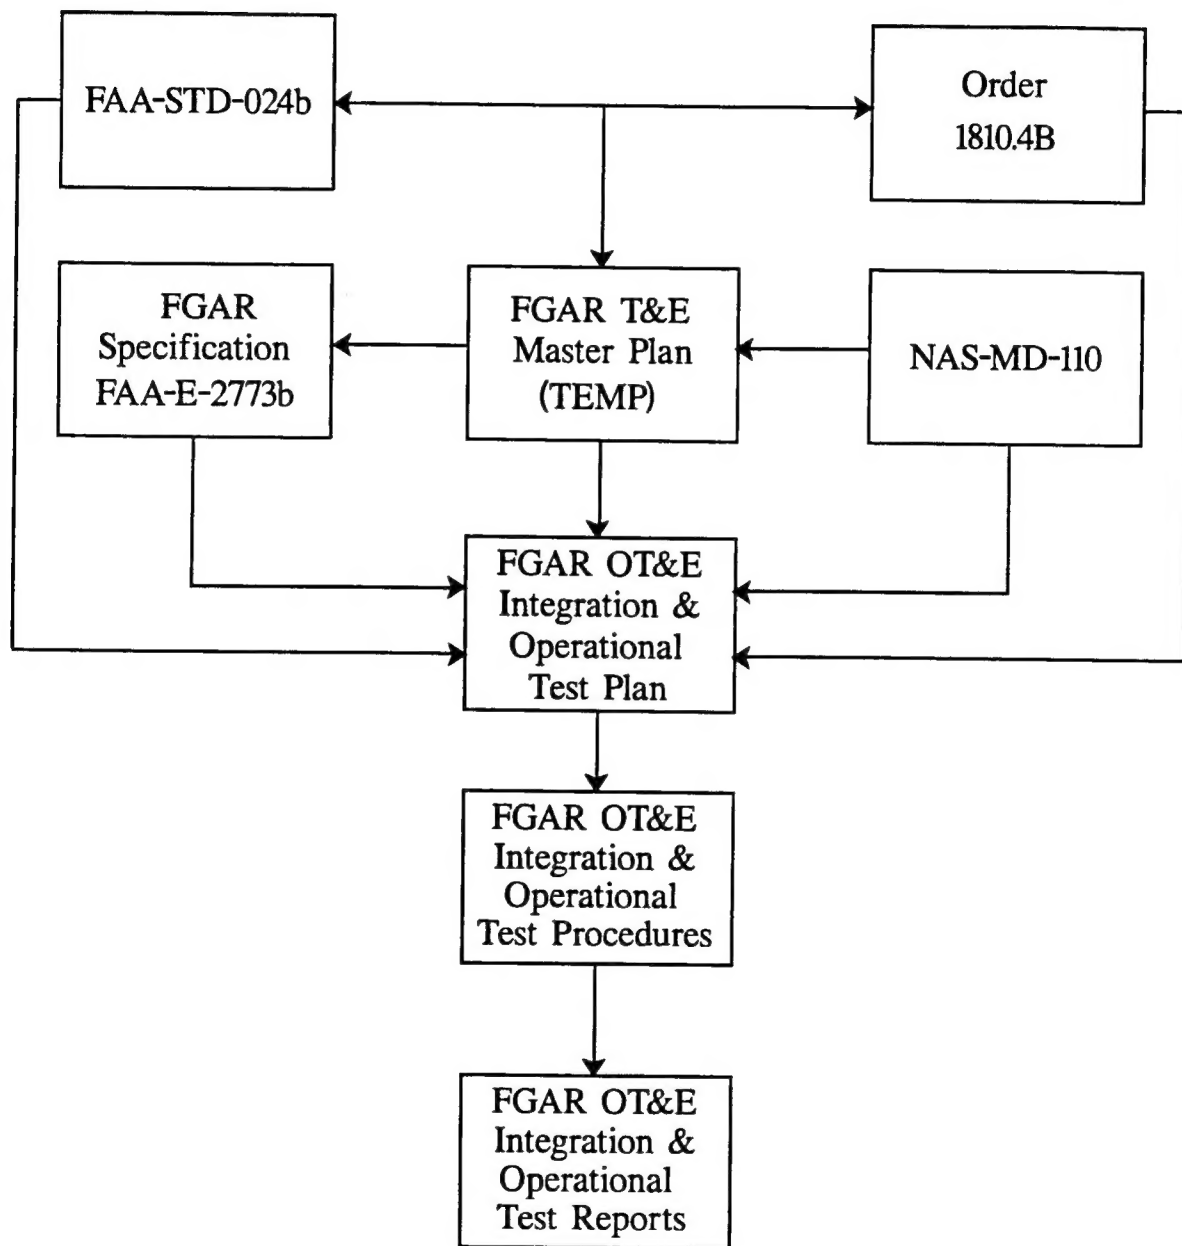 FAA-STD-024b
Order
1810.4B
FGAR
Specification
FAA-E-2773b
FGAR T&E
Master Plan
(TEMP)
NAS-MD-110
FGAR OT&E
Integration &
Operational
Test Plan
FGAR OT&E
Integration &
Operational
Test Procedures
FGAR OT&E
Integration &
Operational
Test Reports